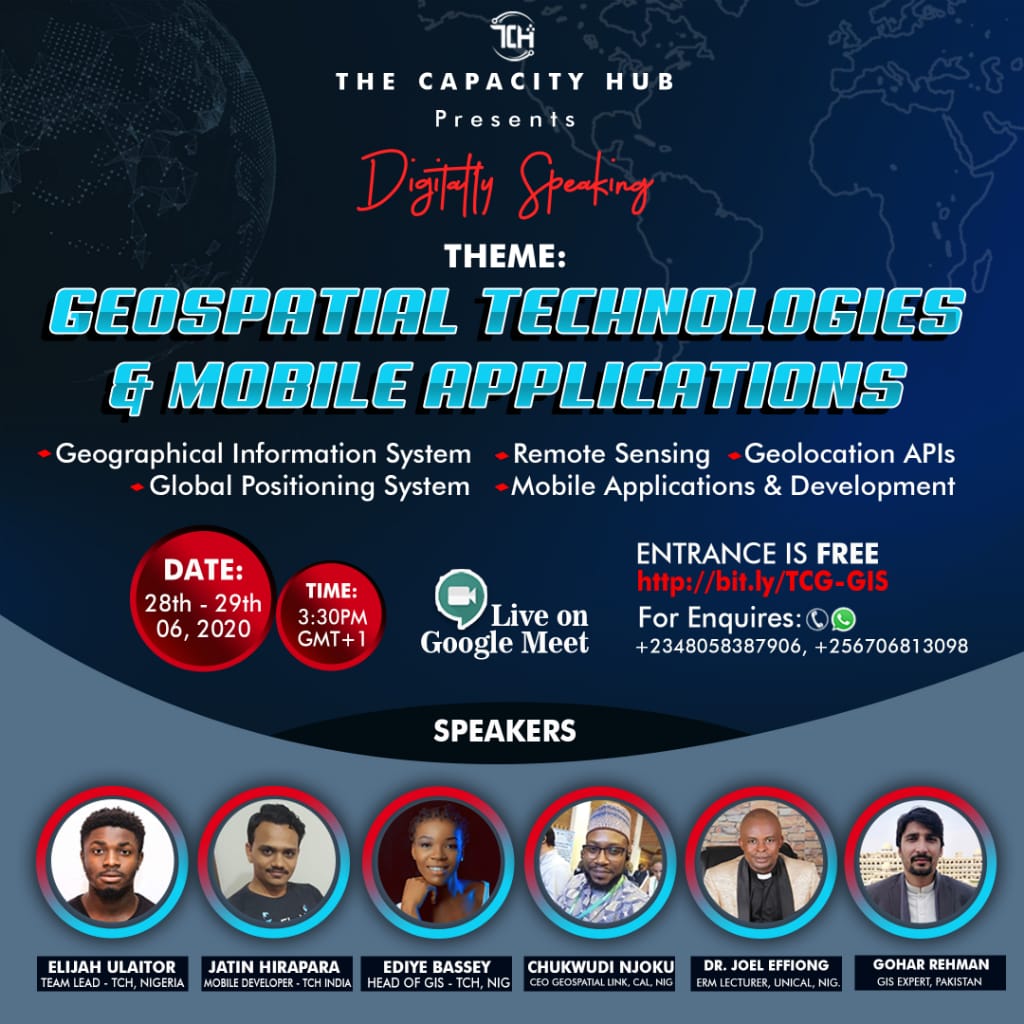 TCH
THE CAPACITY HUB
Presents
Digitally Speaking
THEME:
GEOSPATIAL TECHNOLOGIES
& MOBILE APPLICATIONS
Geographical Information System Remote Sensing Geolocation APIs
Global Positioning System Mobile Applications & Development
DATE:
28th - 29th
06, 2020
TIME:
3:30PM
GMT+1
Live on
Google Meet
ENTRANCE IS FREE
http://bit.ly/TCG-GIS
For Enquires:
+2348058387906, +256706813098
SPEAKERS
ELIJAH ULAITOR
TEAM LEAD - TCH, NIGERIA
JATIN HIRAPARA
MOBILE DEVELOPER - TCH INDIA
EDIYE BASSEY
HEAD OF GIS - TCH, NIG
CHUKWUDI NJOKU
CEO GEOSPATIAL LINK, CAL, NIG
DR. JOEL EFFIONG
ERM LECTURER, UNICAL, NIG.
GOHAR REHMAN
GIS EXPERT, PAKISTAN